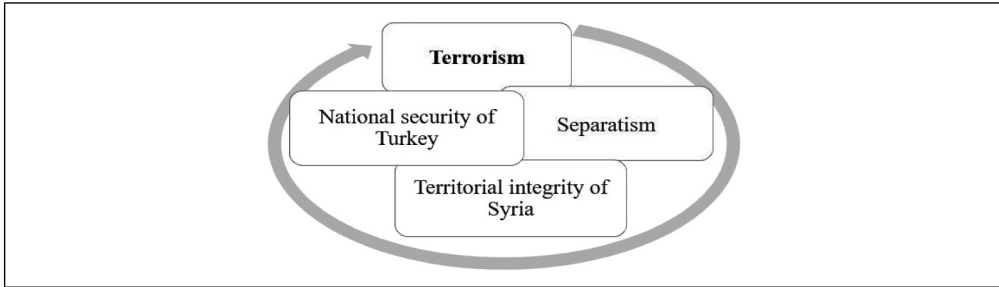 Terrorism
National security of
Turkey
Separatism
Territorial integrity of
Syria